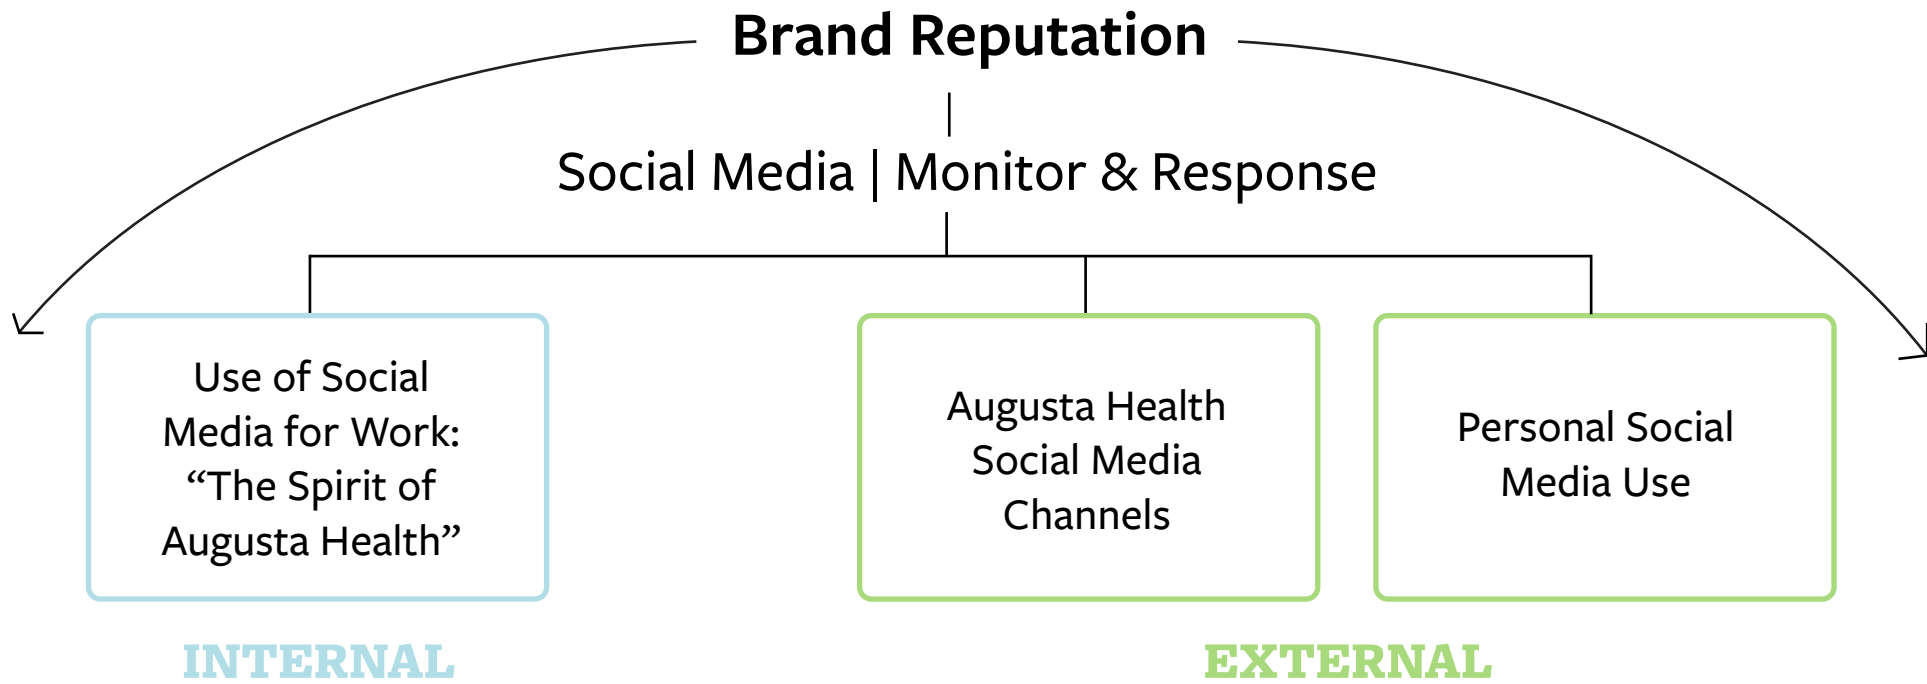 Brand Reputation
Social Media | Monitor & Response
Use of Social
Media for Work:
“The Spirit of
Augusta Health”
Augusta Health
Social Media
Channels
Personal Social
Media Use
INTERNAL
EXTERNAL